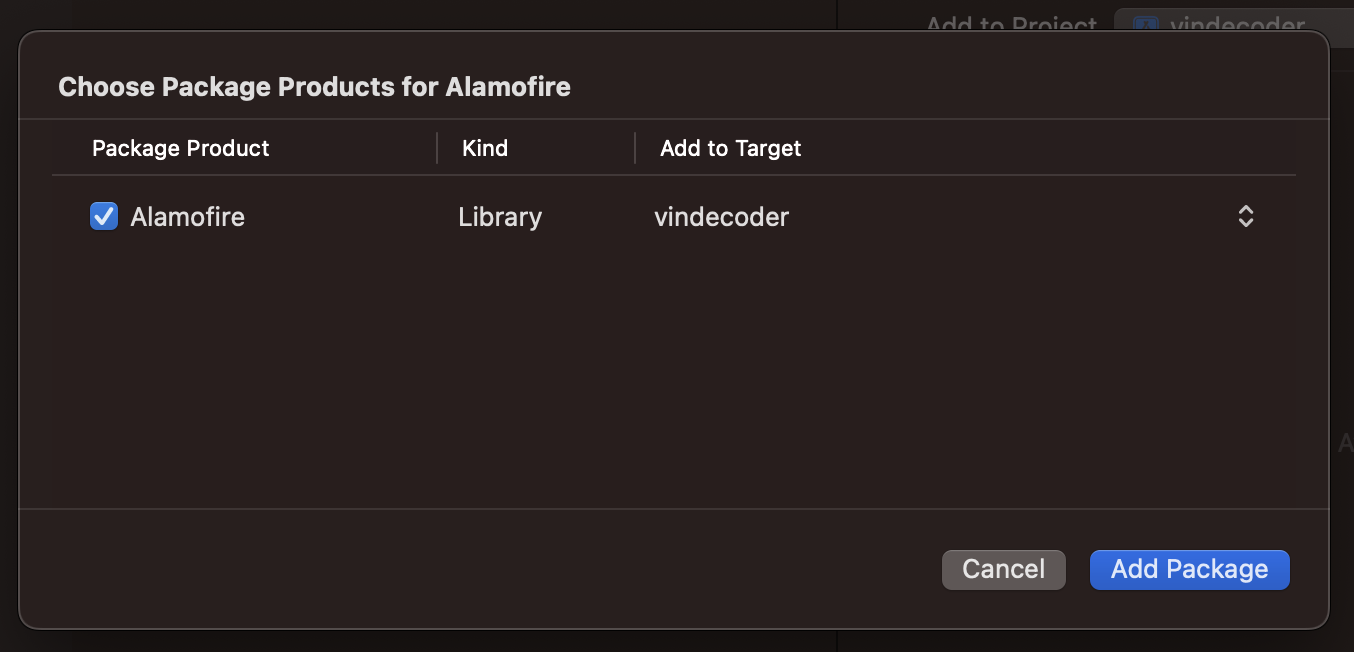 Add to Project vindecoder
Choose Package Products for Alamofire
Package Product Kind Add to Target
Alamofire Library vindecoder
Cancel Add Package